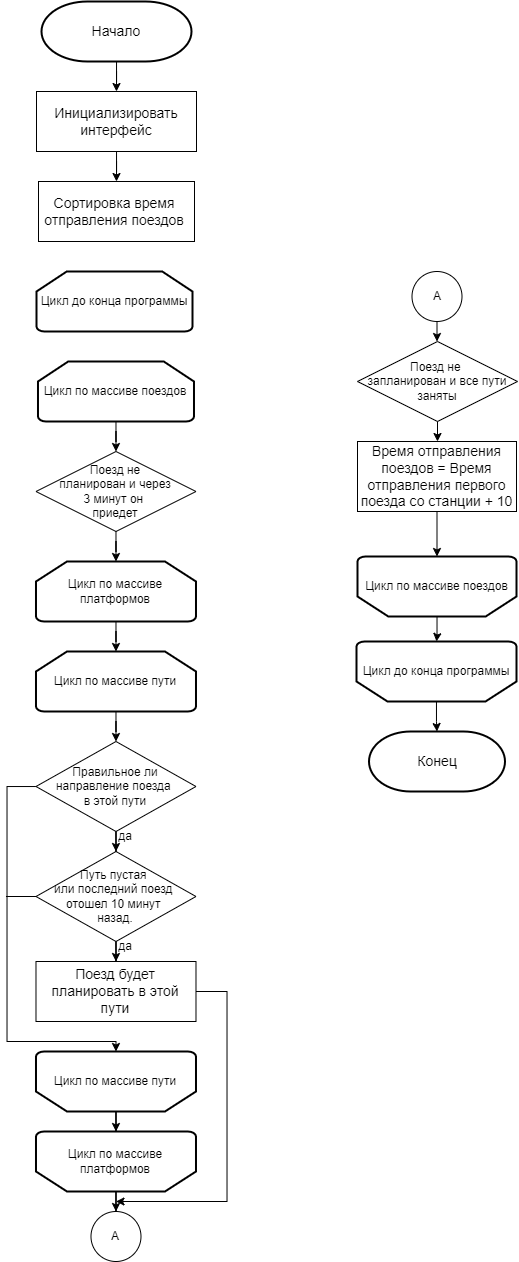 Начало
Инициализировать
интерфейс
Сортировка время
отправления поездов
Цикл до конца программы
Цикл по массиве поездов
Поезд не
планирован и через
3 минут он
приедет
Цикл по массиве
платформов
Цикл по массиве пути
Правильное ли
направление поезда
в этой пути
да
Путь пустая
или последний поезд
отошел 10 минут
назад.
да
Поезд будет
планировать в этой
пути
Цикл по массиве пути
Цикл по массиве
платформов
А
А
Поезд не
запланирован и все пути
заняты
Время отправления
поездов = Время
отправления первого
поезда со станции + 10
Цикл по массиве поездов
Цикл до конца программы
Конец